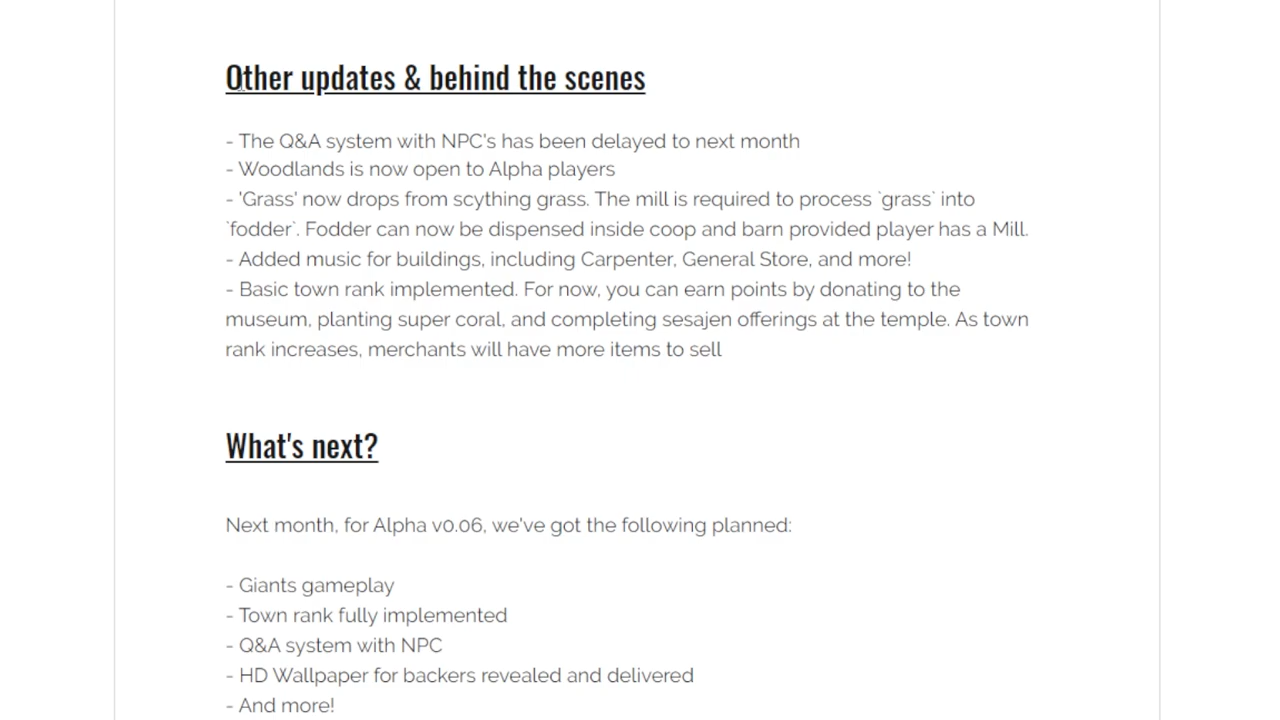 Other updates & behind the scenes
- The Q&A system with NPC's has been delayed to next month
- Woodlands is now open to Alpha players
- 'Grass' now drops from scything grass. The mill is required to process `grass` into
`fodder`. Fodder can now be dispensed inside coop and barn provided player has a Mill.
- Added music for buildings, including Carpenter, General Store, and more!
- Basic town rank implemented. For now, you can earn points by donating to the
museum, planting super coral, and completing sesajen offerings at the temple. As town
rank increases, merchants will have more items to sell
What's next?
Next month, for Alpha v0.06, we've got the following planned:
- Giants gameplay
- Town rank fully implemented
- Q&A system with NPC
- HD Wallpaper for backers revealed and delivered
- And more!